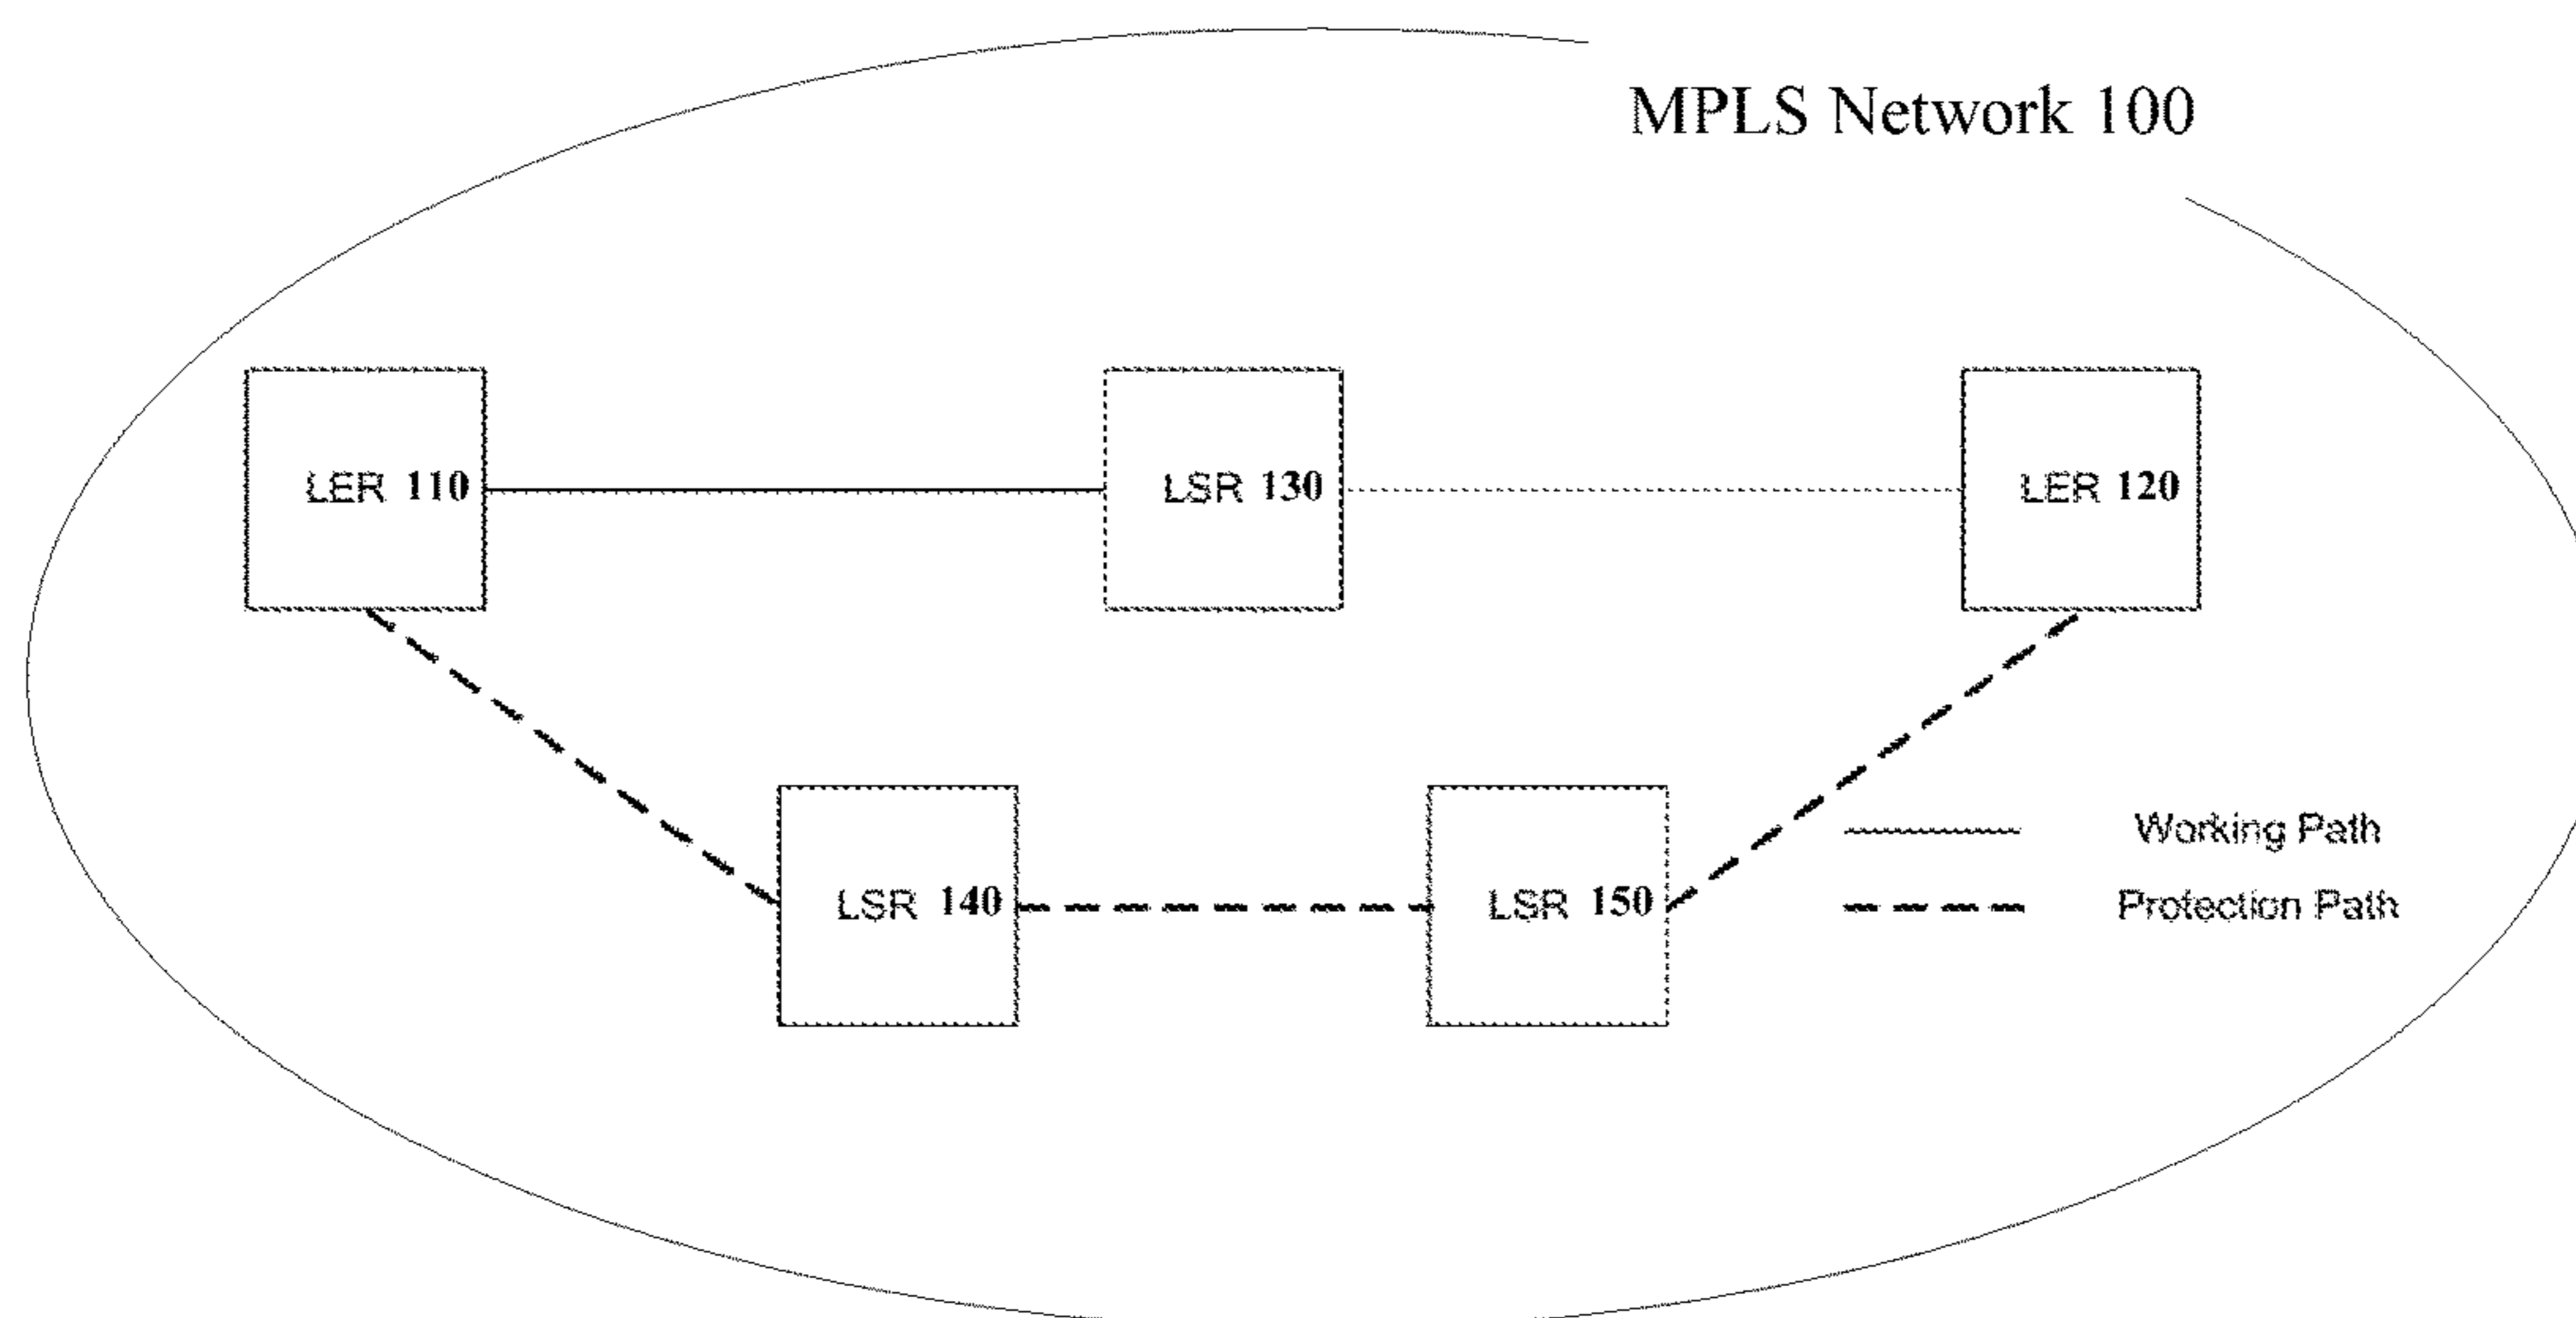 MPLS Network 100
LER 110
LSR 130
LER 120
LSR 140
LSR 150
Working Path
Protection Path